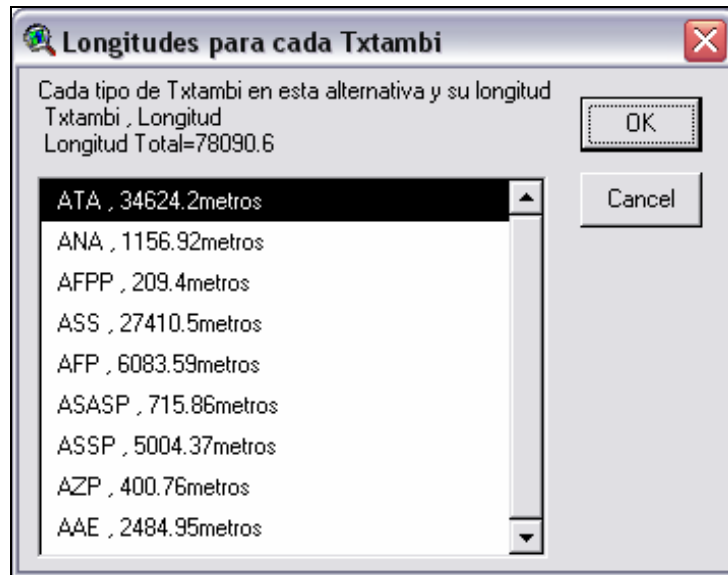 Longitudes para cada Txtambi
Cada tipo de Txtambi en esta alternativa y su longitud
Txtambi , Longitud
Longitud Total=78090.6
OK
Cancel
ATA , 34624.2metros
ANA , 1156.92metros
AFPP , 209.4metros
ASS , 27410.5metros
AFP , 6083.59metros
ASASP , 715.86metros
ASSP , 5004.37metros
AZP , 400.76metros
AAE , 2484.95metros